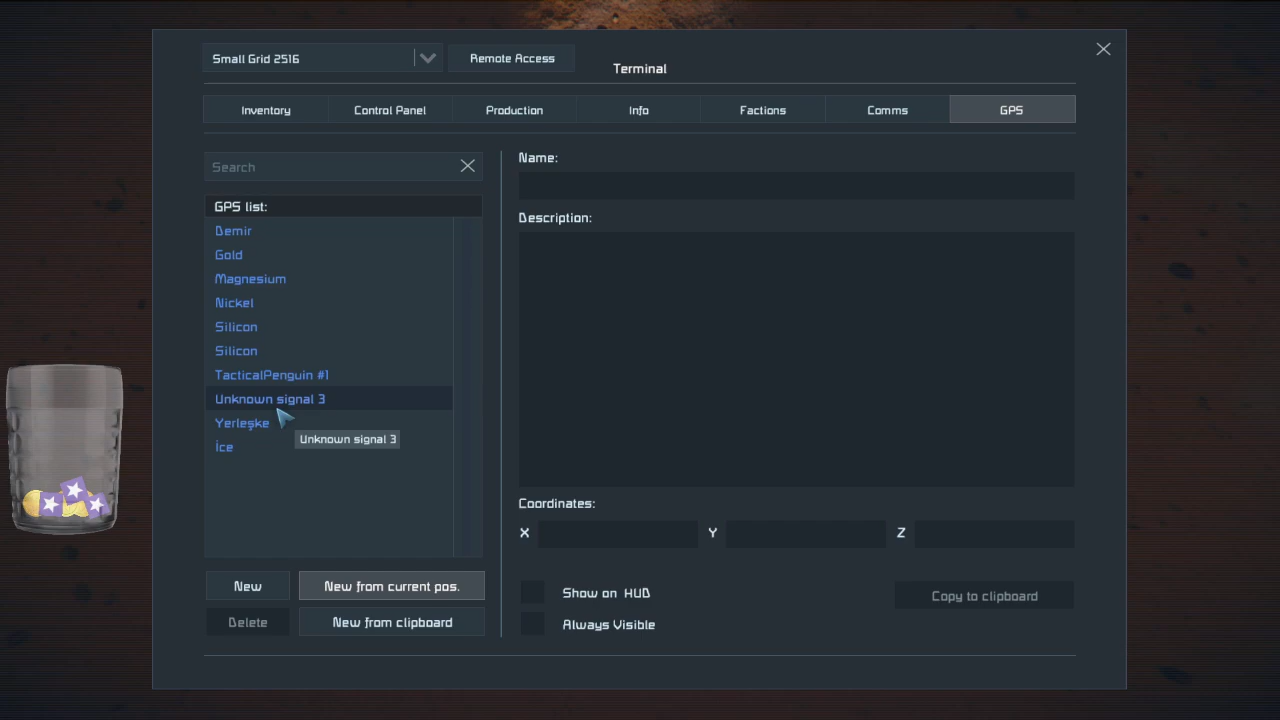 Small Grid 2516
Remote Access
Terminal
Inventory
Control Panel
Production
Info
Factions
Comms
GPS
Search
GPS list:
Demir
Gold
Magnesium
Nickel
Silicon
Silicon
TacticalPenguin #1
Unknown signal 3
Yerleşke
İce
Unknown signal 3
New
New from current pos.
Delete
New from clipboard
Name:
Description:
Coordinates:
X
Y
Z
Show on HUD
Always Visible
Copy to clipboard